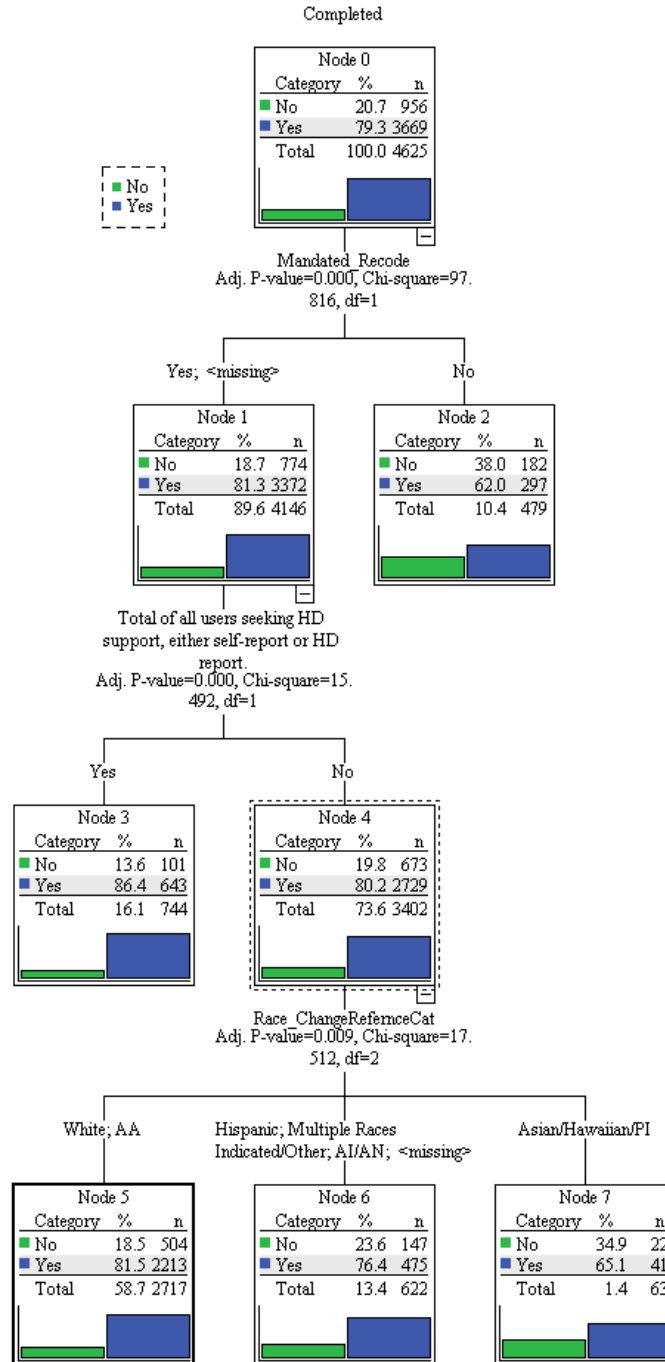 Completed
Node 0
Category % n
No 20.7 956
Yes 79.3 3669
Total 100.0 4625
No
Yes
Mandated_Recode
Adj. P-value=0.000, Chi-square=97.
816, df=1
Yes; <missing>
No
Node 1
Category % n
No 18.7 774
Yes 81.3 3372
Total 89.6 4146
Node 2
Category % n
No 38.0 182
Yes 62.0 297
Total 10.4 479
Total of all users seeking HD
support, either self-report or HD
report.
Adj. P-value=0.000, Chi-square=15.
492, df=1
Yes
No
Node 3
Category % n
No 13.6 101
Yes 86.4 643
Total 16.1 744
Node 4
Category % n
No 19.8 673
Yes 80.2 2729
Total 73.6 3402
Race_ChangeRefernceCat
Adj. P-value=0.009, Chi-square=17.
512, df=2
White; AA
Hispanic; Multiple Races
Indicated/Other; AI/AN; <missing>
Asian/Hawaiian/PI
Node 5
Category % n
No 18.5 504
Yes 81.5 2213
Total 58.7 2717
Node 6
Category % n
No 23.6 147
Yes 76.4 475
Total 13.4 622
Node 7
Category % n
No 34.9 22
Yes 65.1 41
Total 1.4 63